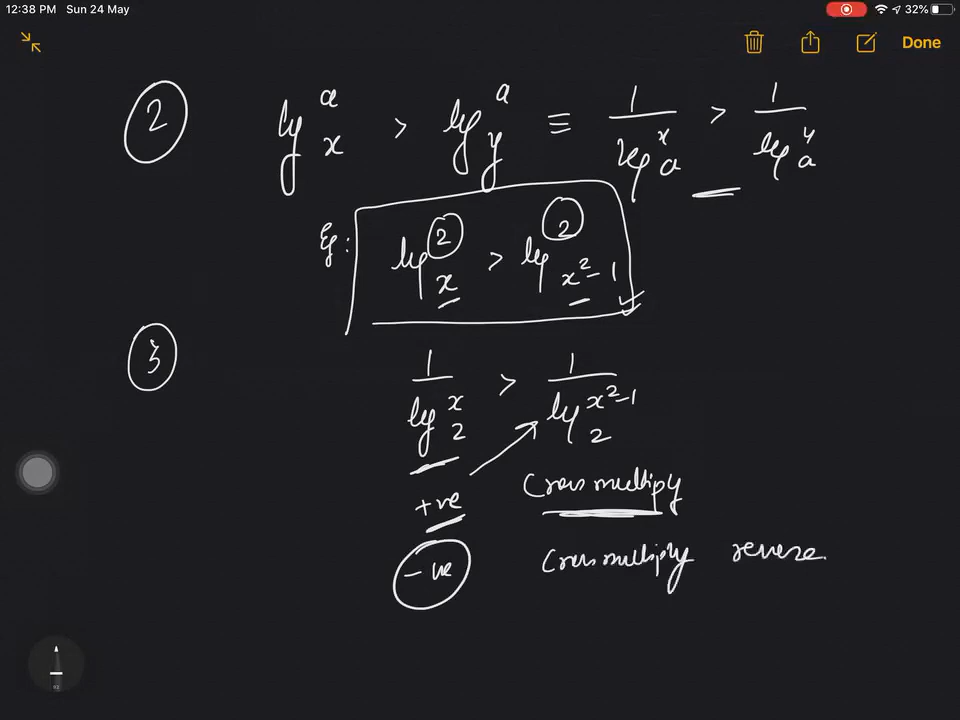 12:38 PM Sun 24 May 32%
Done
2 log_x^a > log_y^a ≡ 1/log_a^x > 1/log_a^y
Eg: log_x^2 > log_{x²-1}^2
3 1/log_2^x > 1/log_2^{x²-1}
+ve Cross multiply
-ve Cross multiply reverse